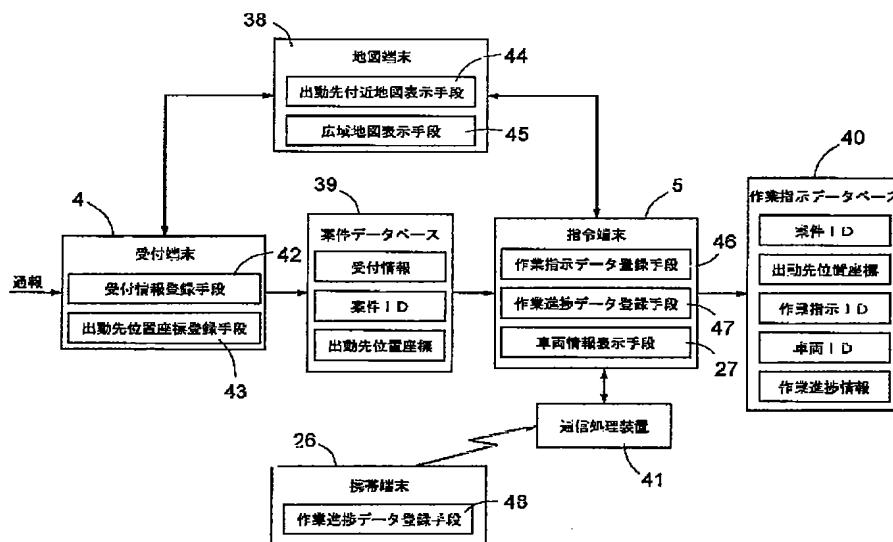 38
地図端末
44
出動先付近地図表示手段
広域地図表示手段
45
4
受付端末
42
通報
受付情報登録手段
出動先位置座標登録手段
43
39
案件データベース
受付情報
案件ID
出動先位置座標
5
指令端末
46
作業指示データ登録手段
作業進捗データ登録手段
47
車両情報表示手段
27
40
作業指示データベース
案件ID
出動先位置座標
作業指示ID
車両ID
作業進捗情報
通信処理装置
41
26
携帯端末
作業進捗データ登録手段
48